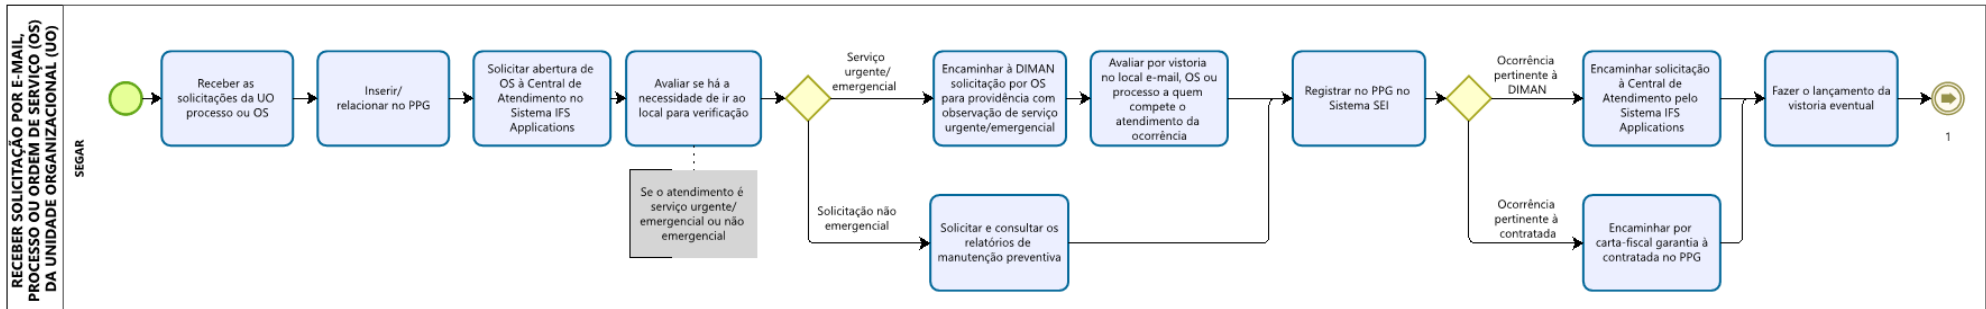 RECEBER SOLICITAÇÃO POR E-MAIL,
PROCESSO OU ORDEM DE SERVIÇO (OS)
DA UNIDADE ORGANIZACIONAL (UO)
SEGAR
Receber as
solicitações da UO
processo ou OS
Inserir/
relacionar no PPG
Solicitar abertura de
OS à Central de
Atendimento no
Sistema IFS
Applications
Avaliar se há a
necessidade de ir ao
local para verificação
Se o atendimento é
serviço urgente/
emergencial ou não
emergencial
Serviço
urgente/
emergencial
Encaminhar à DIMAN
solicitação por OS
para providência com
observação de serviço
urgente/emergencial
Avaliar por vistoria
no local e-mail, OS ou
processo a quem
compete o
atendimento da
ocorrência
Solicitação não
emergencial
Solicitar e consultar os
relatórios de
manutenção preventiva
Registrar no PPG no
Sistema SEI
Ocorrência
pertinente à
DIMAN
Encaminhar solicitação
à Central de
Atendimento pelo
Sistema IFS
Applications
Ocorrência
pertinente à
contratada
Encaminhar por
carta-fiscal garantia à
contratada no PPG
Fazer o lançamento da
vistoria eventual
1